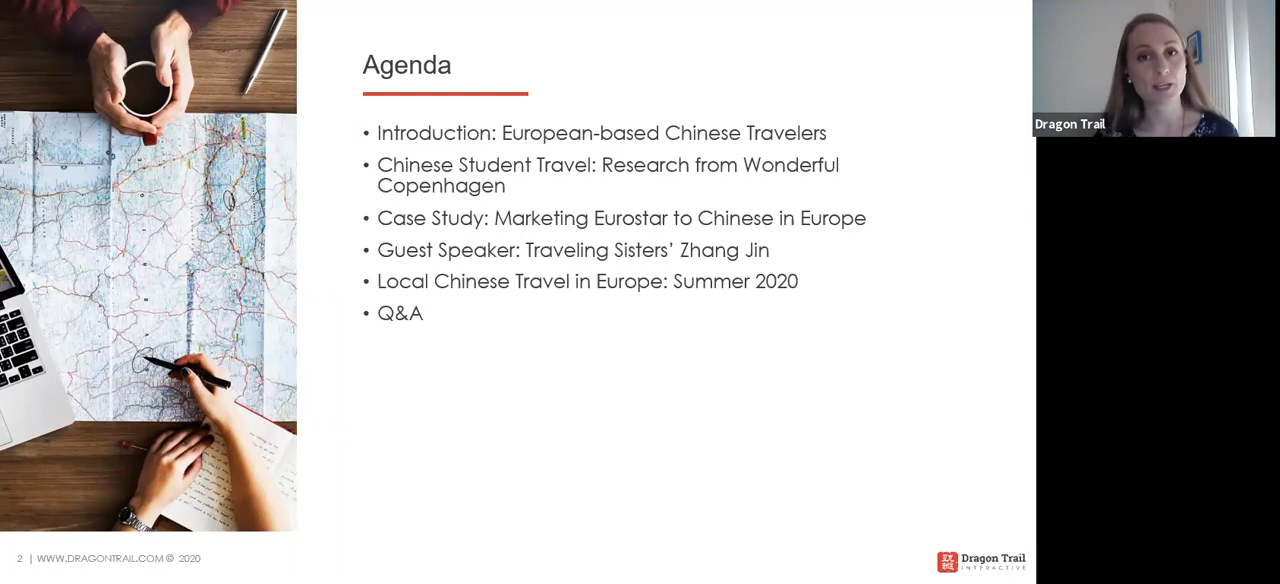 Agenda
• Introduction: European-based Chinese Travelers
• Chinese Student Travel: Research from Wonderful
Copenhagen
• Case Study: Marketing Eurostar to Chinese in Europe
• Guest Speaker: Traveling Sisters’ Zhang Jin
• Local Chinese Travel in Europe: Summer 2020
• Q&A
Dragon Trail
2 | WWW.DRAGONTRAIL.COM © 2020
Dragon Trail
INTERACTIVE